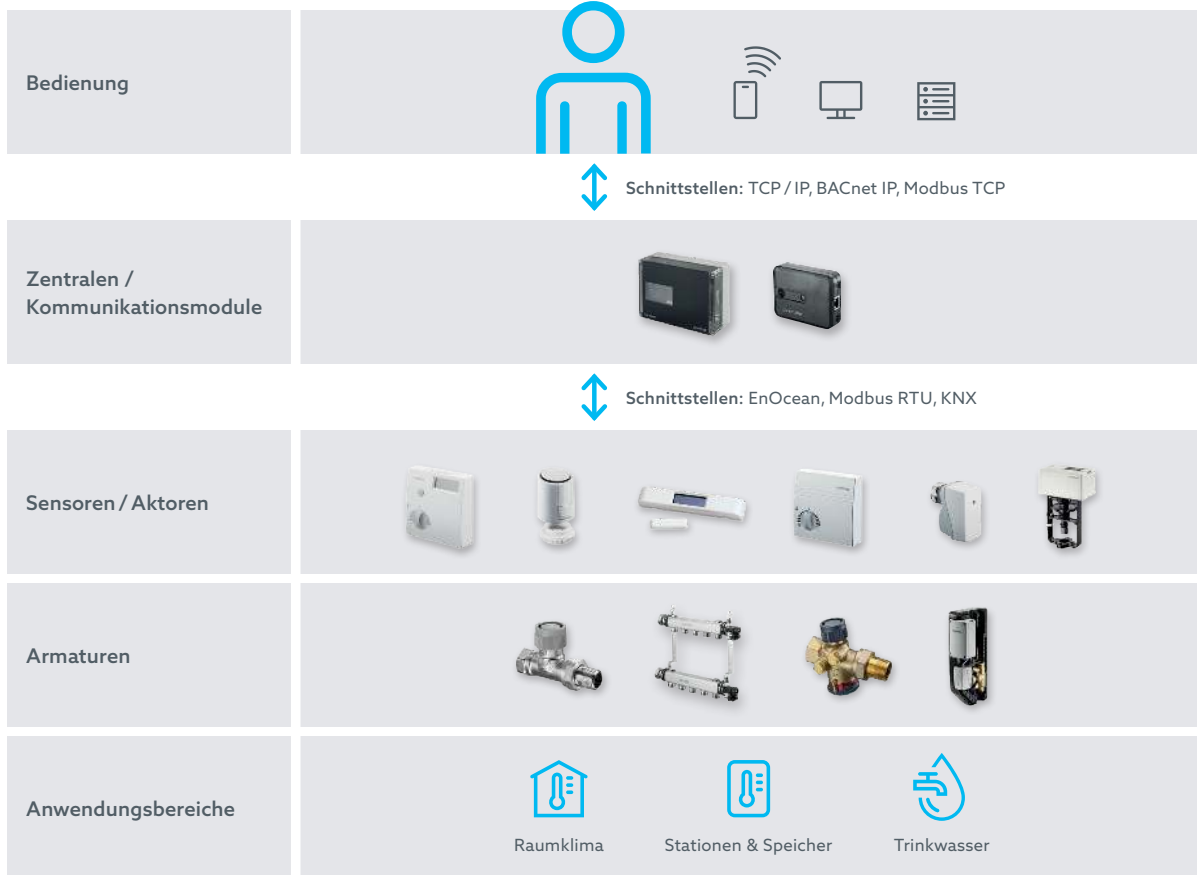 Bedienung
Schnittstellen: TCP / IP, BACnet IP, Modbus TCP
Zentralen /
Kommunikationsmodule
Schnittstellen: EnOcean, Modbus RTU, KNX
Sensoren / Aktoren
Armaturen
Anwendungsbereiche
Raumklima
Stationen & Speicher
Trinkwasser